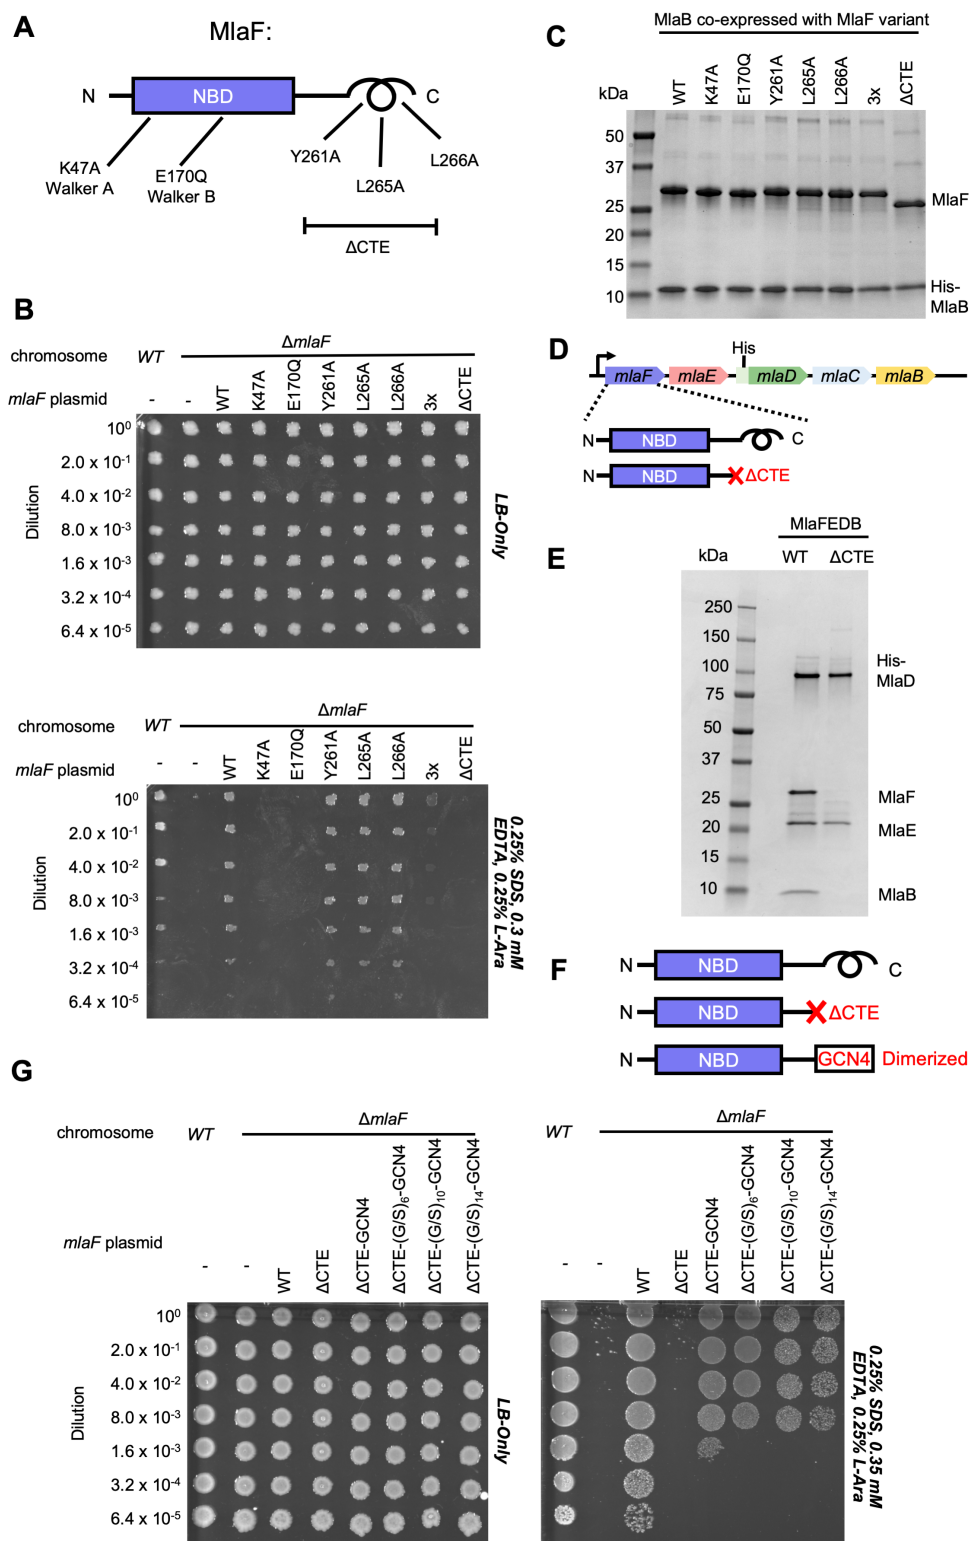 A
MlaF:
N
NBD
C
K47A
Walker A
E170Q
Walker B
Y261A
L265A
L266A
ΔCTE
B
chromosome
WT
ΔmlaF
mlaF plasmid
-
-
WT
K47A
E170Q
Y261A
L265A
L266A
3x
ΔCTE
Dilution
10⁰
2.0 x 10⁻¹
4.0 x 10⁻²
8.0 x 10⁻³
1.6 x 10⁻³
3.2 x 10⁻⁴
6.4 x 10⁻⁵
LB-Only
chromosome
WT
ΔmlaF
mlaF plasmid
-
-
WT
K47A
E170Q
Y261A
L265A
L266A
3x
ΔCTE
Dilution
10⁰
2.0 x 10⁻¹
4.0 x 10⁻²
8.0 x 10⁻³
1.6 x 10⁻³
3.2 x 10⁻⁴
6.4 x 10⁻⁵
0.25% SDS, 0.3 mM
EDTA, 0.25% L-Ara
C
MlaB co-expressed with MlaF variant
kDa
WT
K47A
E170Q
Y261A
L265A
L266A
3x
ΔCTE
50
37
25
20
15
10
MlaF
His-
MlaB
D
His
mlaF
mlaE
mlaD
mlaC
mlaB
N
NBD
C
N
NBD
ΔCTE
E
MlaFEDB
kDa
WT
ΔCTE
250
150
100
75
50
37
25
20
15
10
His-
MlaD
MlaF
MlaE
MlaB
F
N
NBD
C
N
NBD
ΔCTE
N
NBD
GCN4
Dimerized
G
chromosome
WT
ΔmlaF
mlaF plasmid
-
-
WT
ΔCTE
ΔCTE-GCN4
ΔCTE-(G/S)₆-GCN4
ΔCTE-(G/S)₁₀-GCN4
ΔCTE-(G/S)₁₄-GCN4
Dilution
10⁰
2.0 x 10⁻¹
4.0 x 10⁻²
8.0 x 10⁻³
1.6 x 10⁻³
3.2 x 10⁻⁴
6.4 x 10⁻⁵
LB-Only
WT
ΔmlaF
-
-
WT
ΔCTE
ΔCTE-GCN4
ΔCTE-(G/S)₆-GCN4
ΔCTE-(G/S)₁₀-GCN4
ΔCTE-(G/S)₁₄-GCN4
0.25% SDS, 0.35 mM
EDTA, 0.25% L-Ara